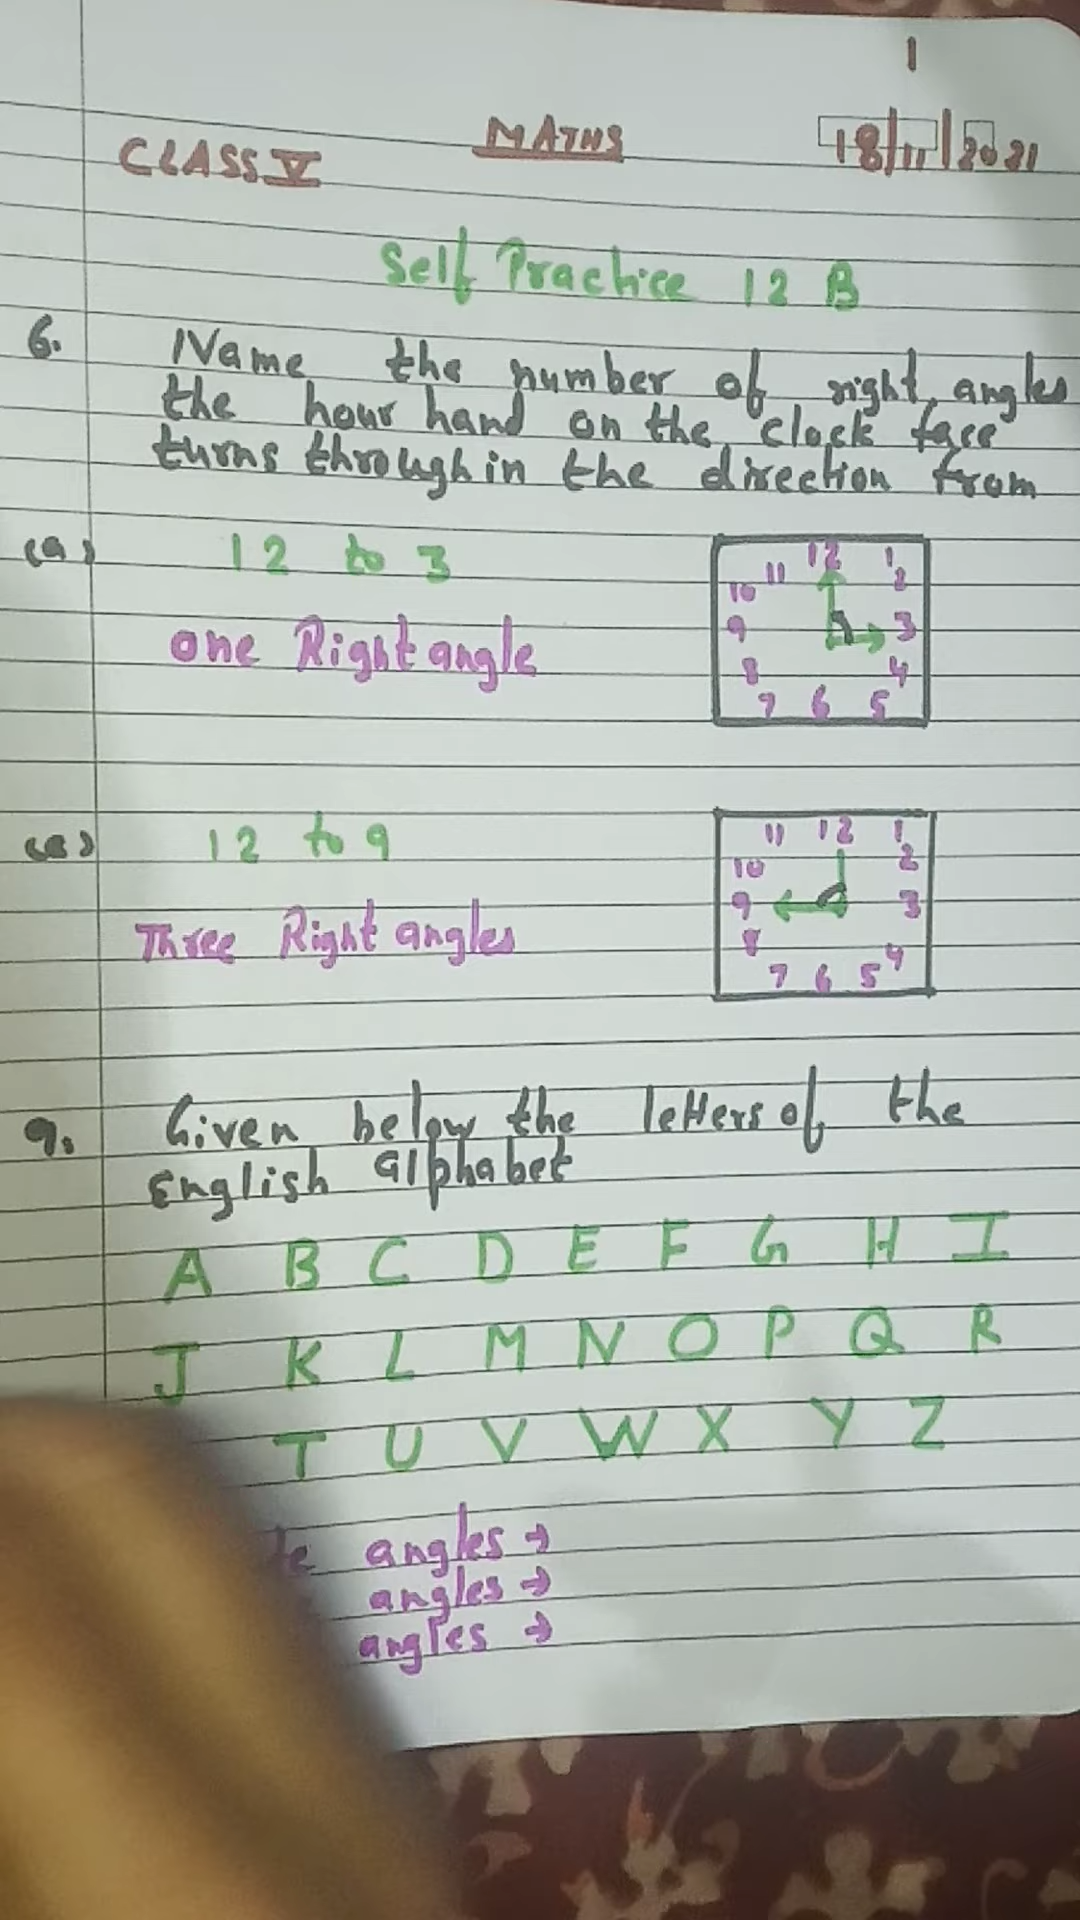 1
CLASS V MATHS 18/11/2021
Self Practice 12 B
6. Name the number of right angles
the hour hand on the clock face
turns through in the direction from
(a) 12 to 3
One Right angle
12 1 2 3 4 5 6 7 8 9 10 11
(B) 12 to 9
Three Right angles
12 1 2 3 4 5 6 7 8 9 10 11
9. Given below the letters of the
English alphabet
A B C D E F G H I
J K L M N O P Q R
T U V W X Y Z
angles →
angles →
angles →